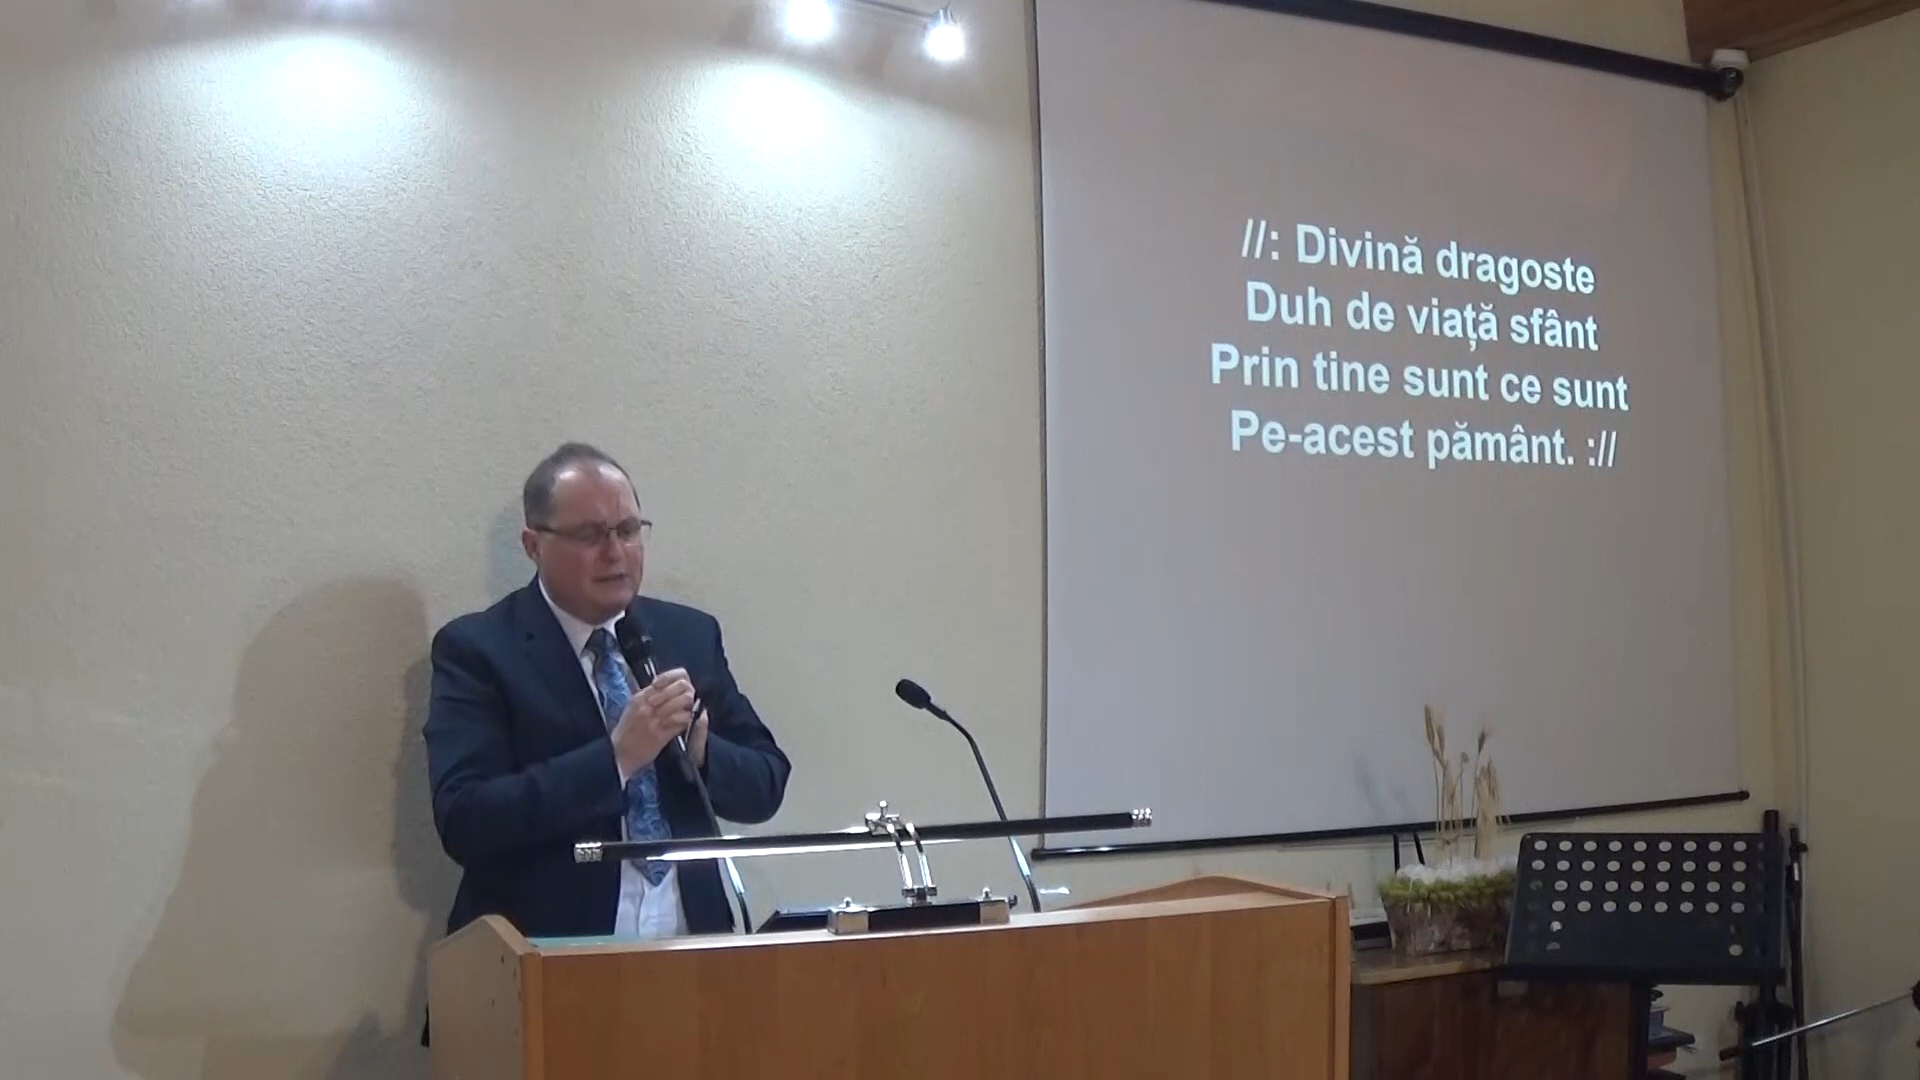 //: Divină dragoste
Duh de viață sfânt
Prin tine sunt ce sunt
Pe-acest pământ. ://